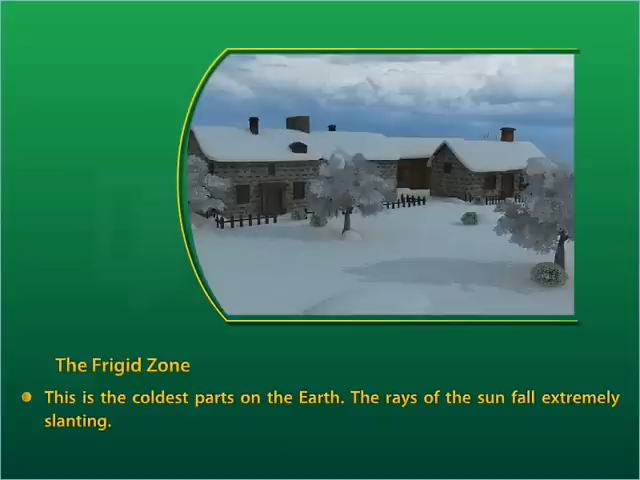 The Frigid Zone
This is the coldest parts on the Earth. The rays of the sun fall extremely
slanting.